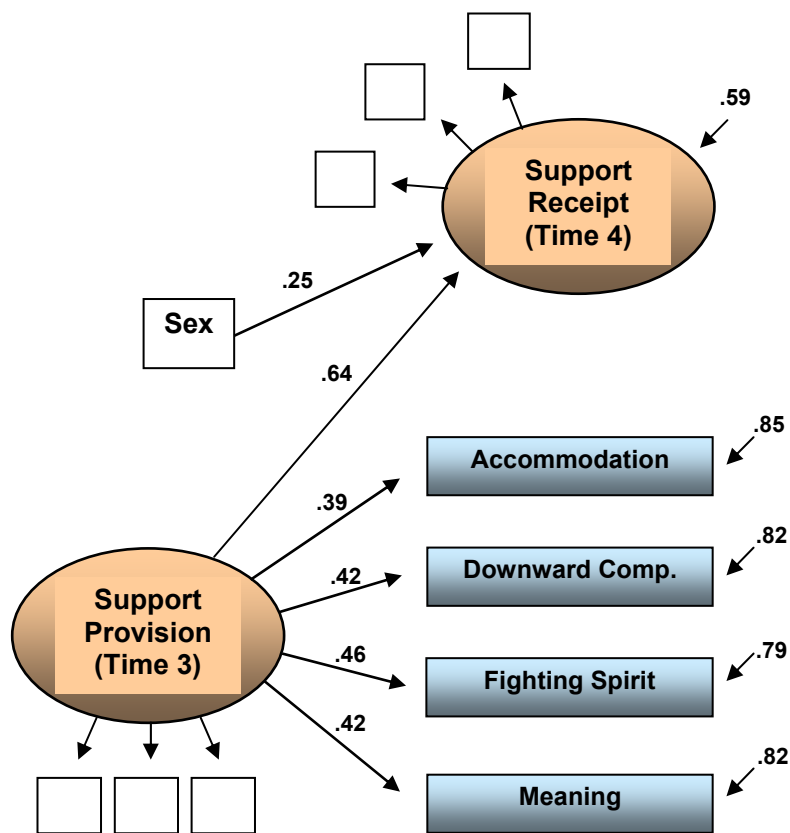 .59
Support
Receipt
(Time 4)
.25
Sex
.64
.85
Accommodation
.39
.82
Downward Comp.
.42
Support
Provision
(Time 3)
.46
.79
Fighting Spirit
.42
.82
Meaning